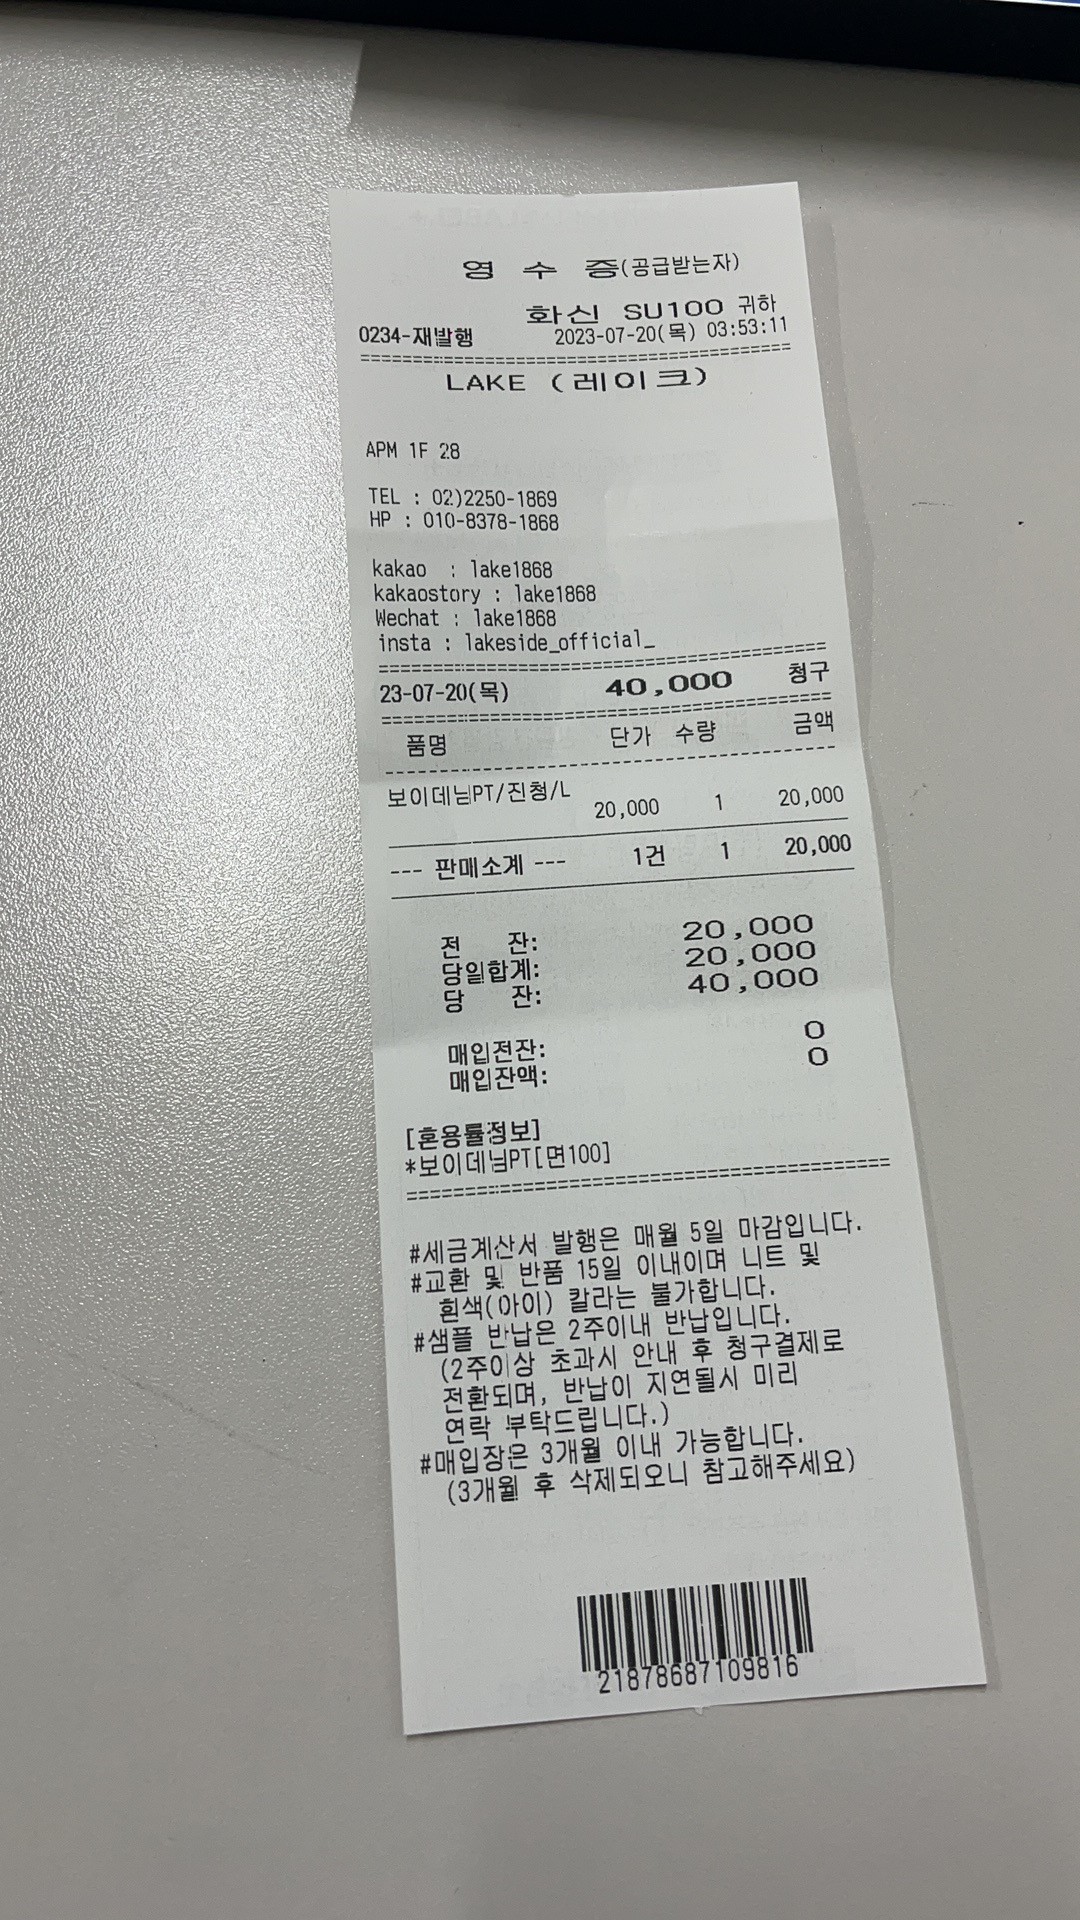 영 수 증(공급받는자)
화신 SU100 귀하
0234-재발행 2023-07-20(목) 03:53:11
==========================================
LAKE (레이크)
APM 1F 28
TEL : 02)2250-1869
HP : 010-8378-1868
kakao : lake1868
kakaostory : lake1868
Wechat : lake1868
insta : lakeside_official_
==========================================
23-07-20(목) 40,000 청구
==========================================
품명 단가 수량 금액
------------------------------------------
보이데님PT/진청/L
20,000 1 20,000
--- 판매소계 --- 1건 1 20,000
전 잔: 20,000
당일합계: 20,000
당 잔: 40,000
매입전잔: 0
매입잔액: 0
[혼용률정보]
*보이데님PT[면100]
==========================================
#세금계산서 발행은 매월 5일 마감입니다.
#교환 및 반품 15일 이내이며 니트 및
흰색(아이) 칼라는 불가합니다.
#샘플 반납은 2주이내 반납입니다.
(2주이상 초과시 안내 후 청구결제로
전환되며, 반납이 지연될시 미리
연락 부탁드립니다.)
#매입장은 3개월 이내 가능합니다.
(3개월 후 삭제되오니 참고해주세요)
21878687109816